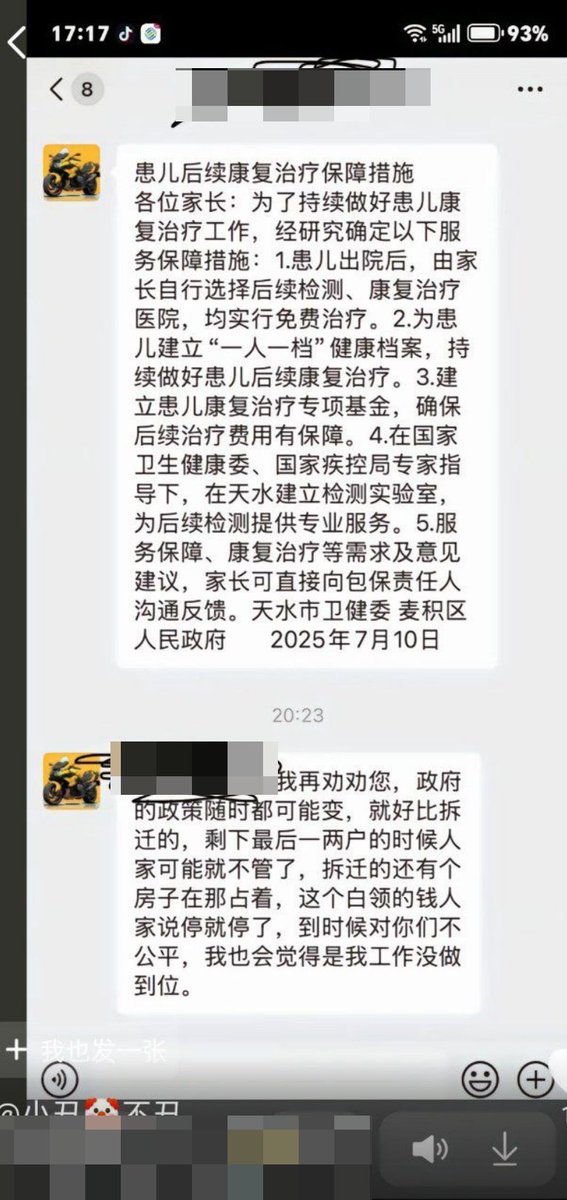 17:17
5G
93%
8
患儿后续康复治疗保障措施
各位家长：为了持续做好患儿康
复治疗工作，经研究确定以下服
务保障措施：1.患儿出院后，由家
长自行选择后续检测、康复治疗
医院，均实行免费治疗。2.为患
儿建立“一人一档”健康档案，持
续做好患儿后续康复治疗。3.建
立患儿康复治疗专项基金，确保
后续治疗费用有保障。4.在国家
卫生健康委、国家疾控局专家指
导下，在天水建立检测实验室，
为后续检测提供专业服务。5.服
务保障、康复治疗等需求及意见
建议，家长可直接向包保责任人
沟通反馈。天水市卫健委 麦积区
人民政府 2025年7月10日
20:23
我再劝劝您，政府
的政策随时都可能变，就好比拆
迁的，剩下最后一两户的时候人
家可能就不管了，拆迁的还有个
房子在那占着，这个白领的钱人
家说停就停了，到时候对你们不
公平，我也会觉得是我工作没做
到位。
我也发一张
@小丑🤡不丑